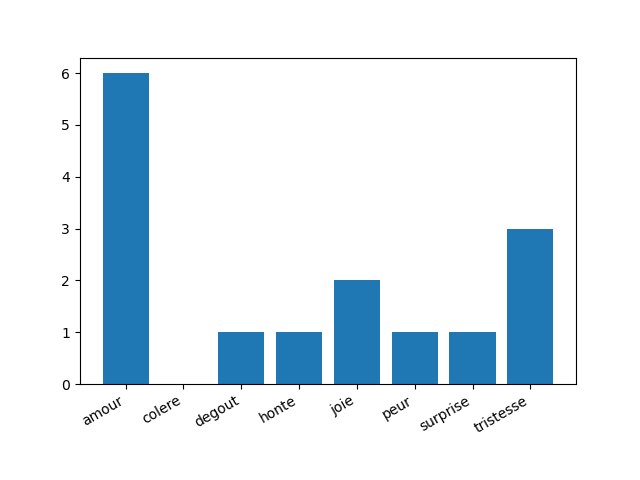 6
5
4
3
2
1
0
amour
colere
degout
honte
joie
peur
surprise
tristesse